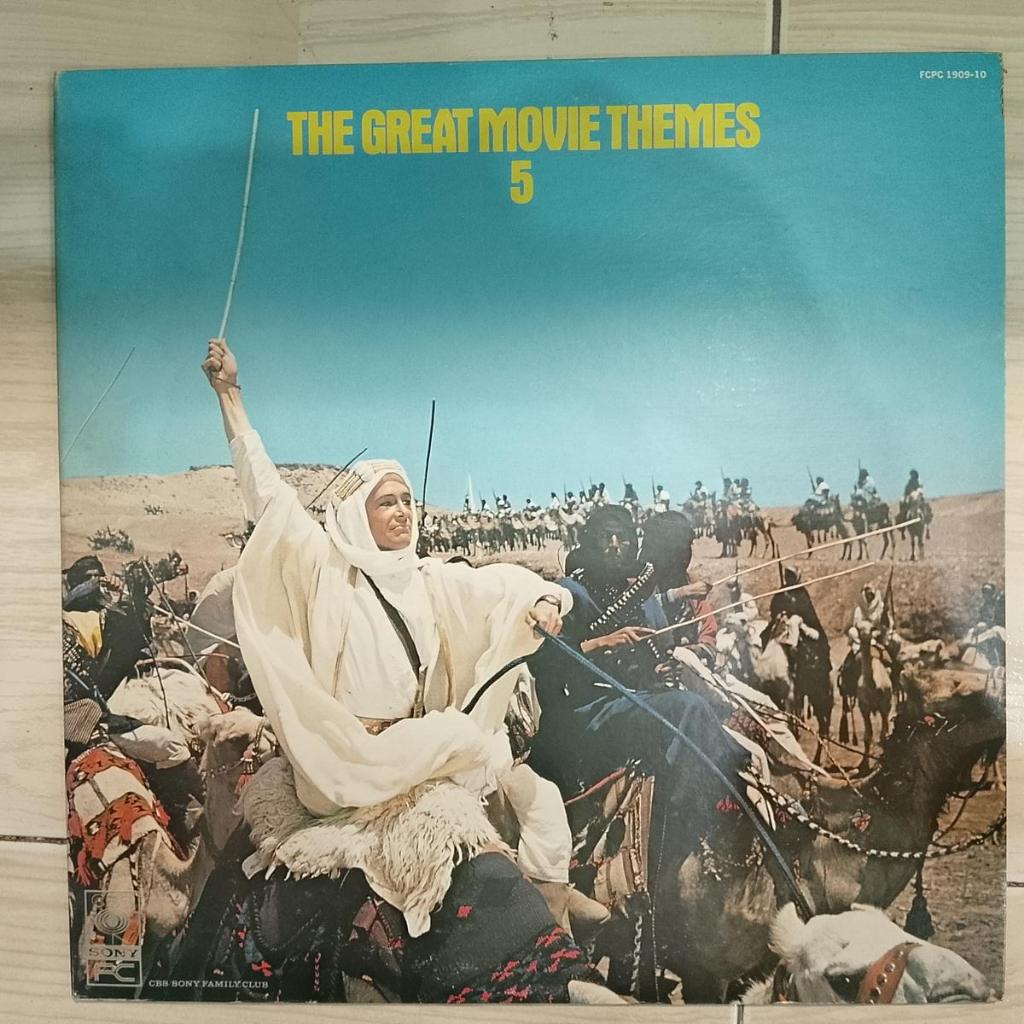 FCPC 1909-10
THE GREAT MOVIE THEMES
5
SONY
FC
CBS/SONY FAMILY CLUB